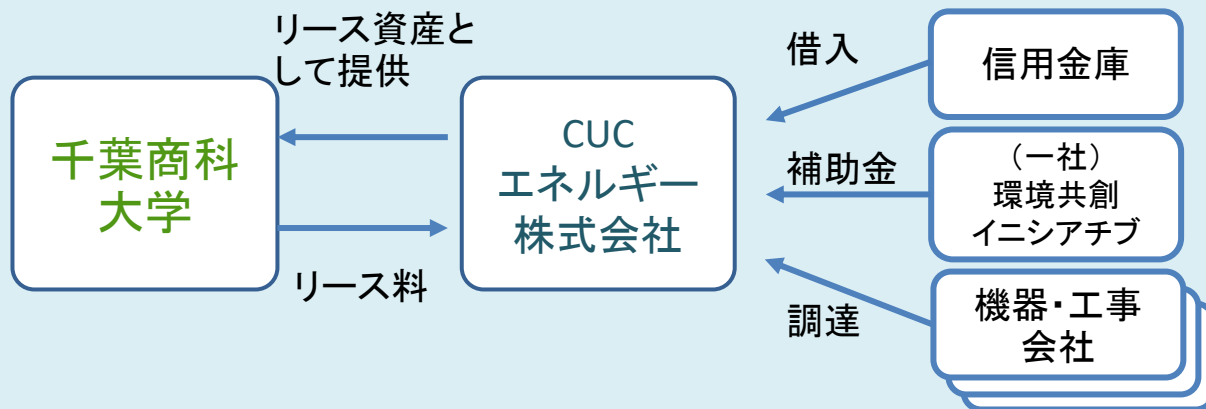 リース資産と
して提供
千葉商科
大学
リース料
CUC
エネルギー
株式会社
借入
補助金
調達
信用金庫
（一社）
環境共創
イニシアチブ
機器・工事
会社